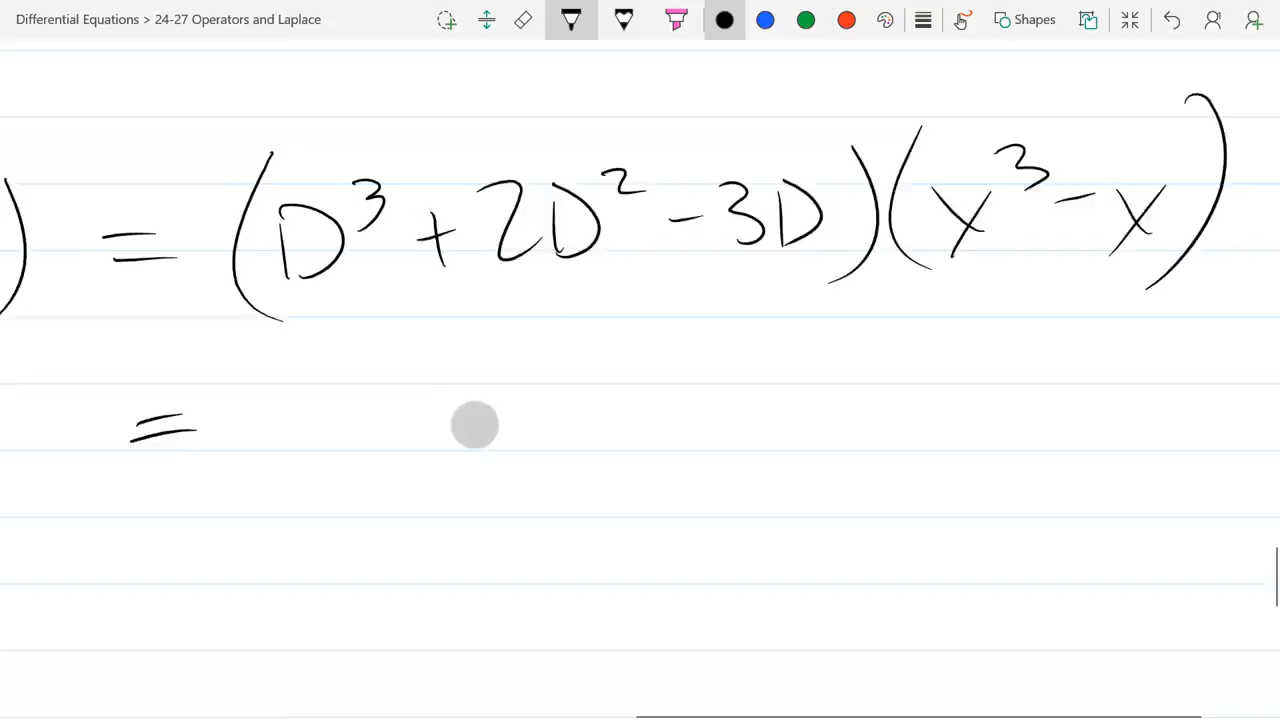 Differential Equations > 24-27 Operators and Laplace
Shapes
) = (D³ + 2D² - 3D)(x³ - x)
=